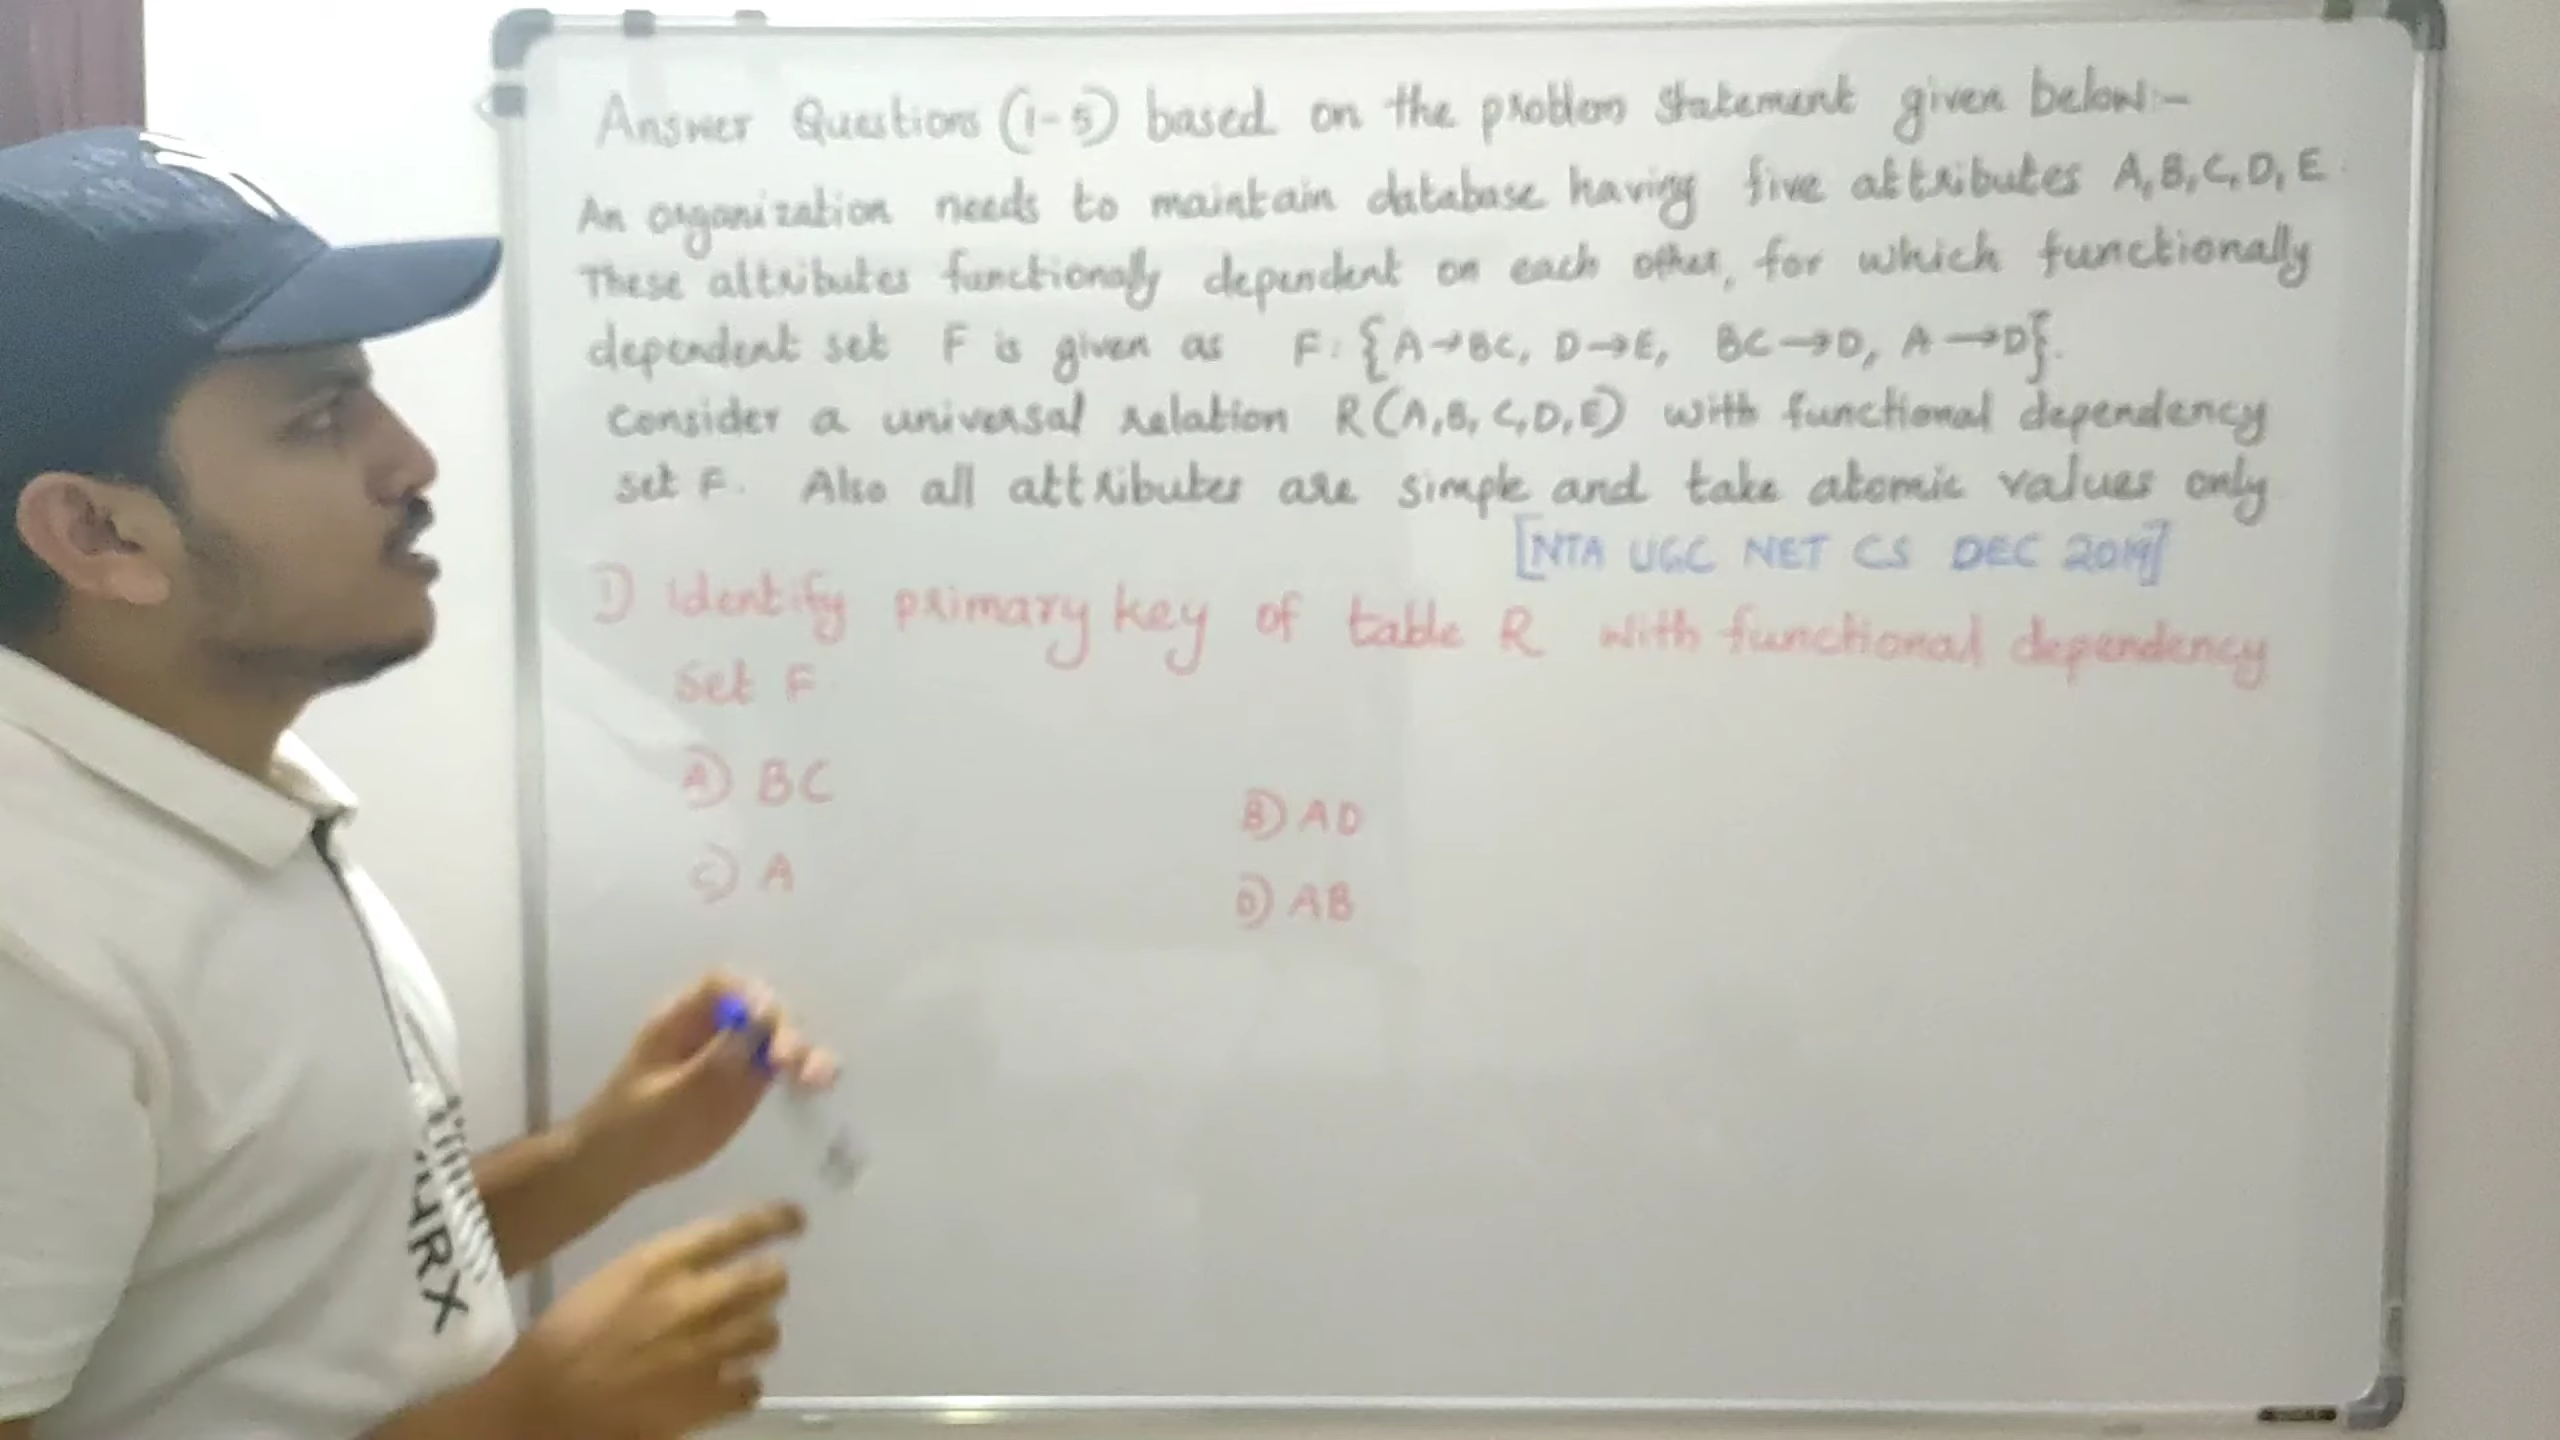 Answer Questions (1-5) based on the problem statement given below:-
An organization needs to maintain database having five attributes A, B, C, D, E
These attributes functionally dependent on each other, for which functionally
dependent set F is given as F: {A→BC, D→E, BC→D, A→D}.
Consider a universal relation R(A, B, C, D, E) with functional dependency
set F. Also all attributes are simple and take atomic values only
[NTA UGC NET CS DEC 2019]
1) Identify primary key of table R with functional dependency
set F
A) BC
B) AD
C) A
D) AB